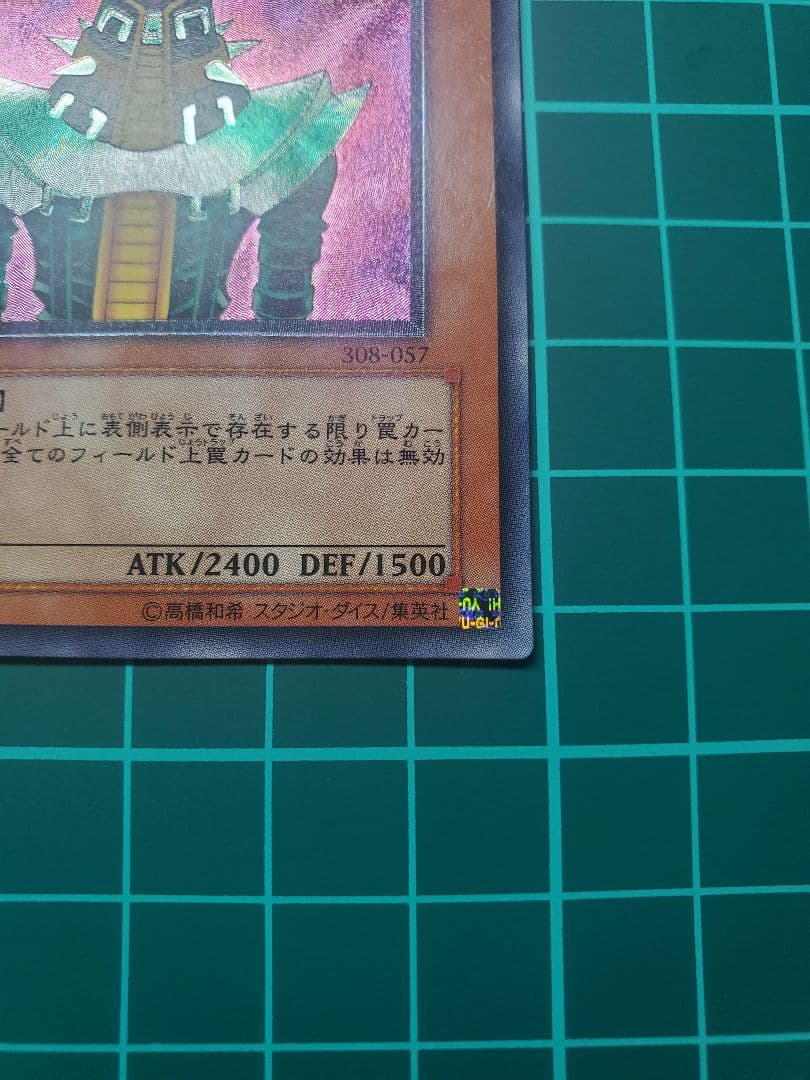 308-057
】
ールド上に表側表示で存在する限り罠カー
全てのフィールド上罠カードの効果は無効
ATK/2400 DEF/1500
©高橋和希 スタジオ・ダイス/集英社